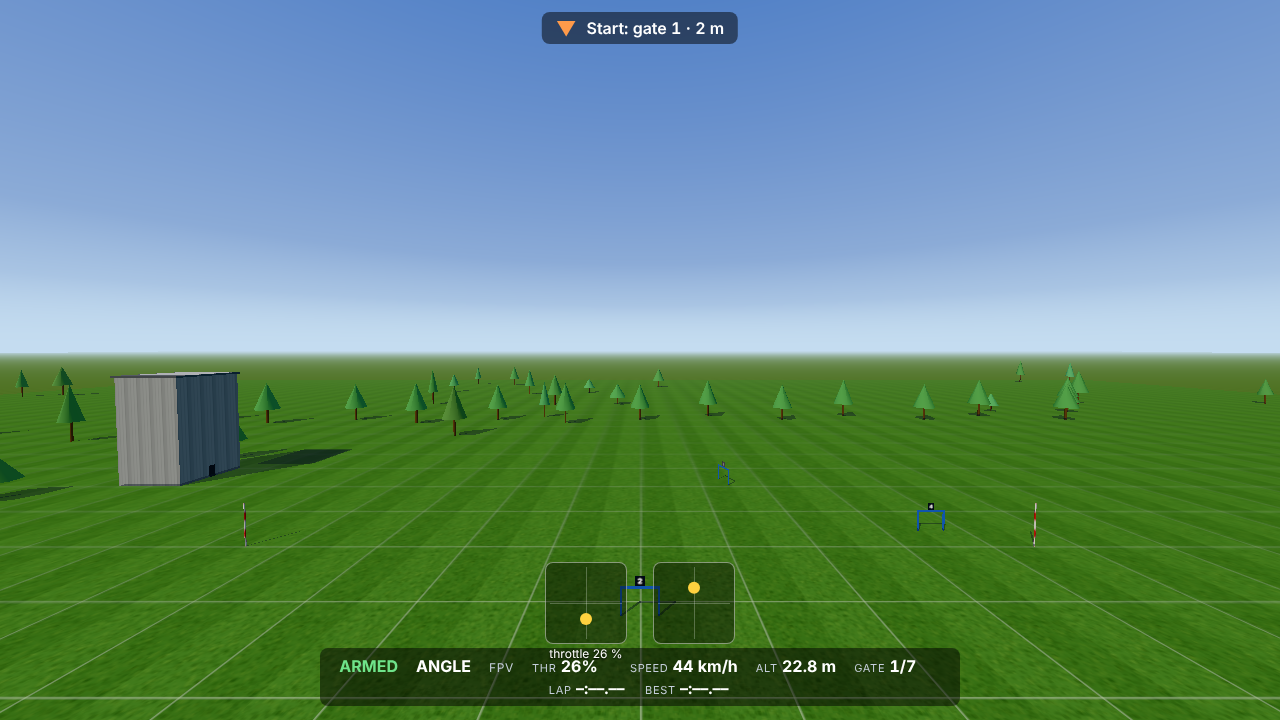 Start: gate 1 · 2 m
2
throttle 26 %
ARMED ANGLE FPV THR 26% SPEED 44 km/h ALT 22.8 m GATE 1/7
LAP –:––.–– BEST –:––.––